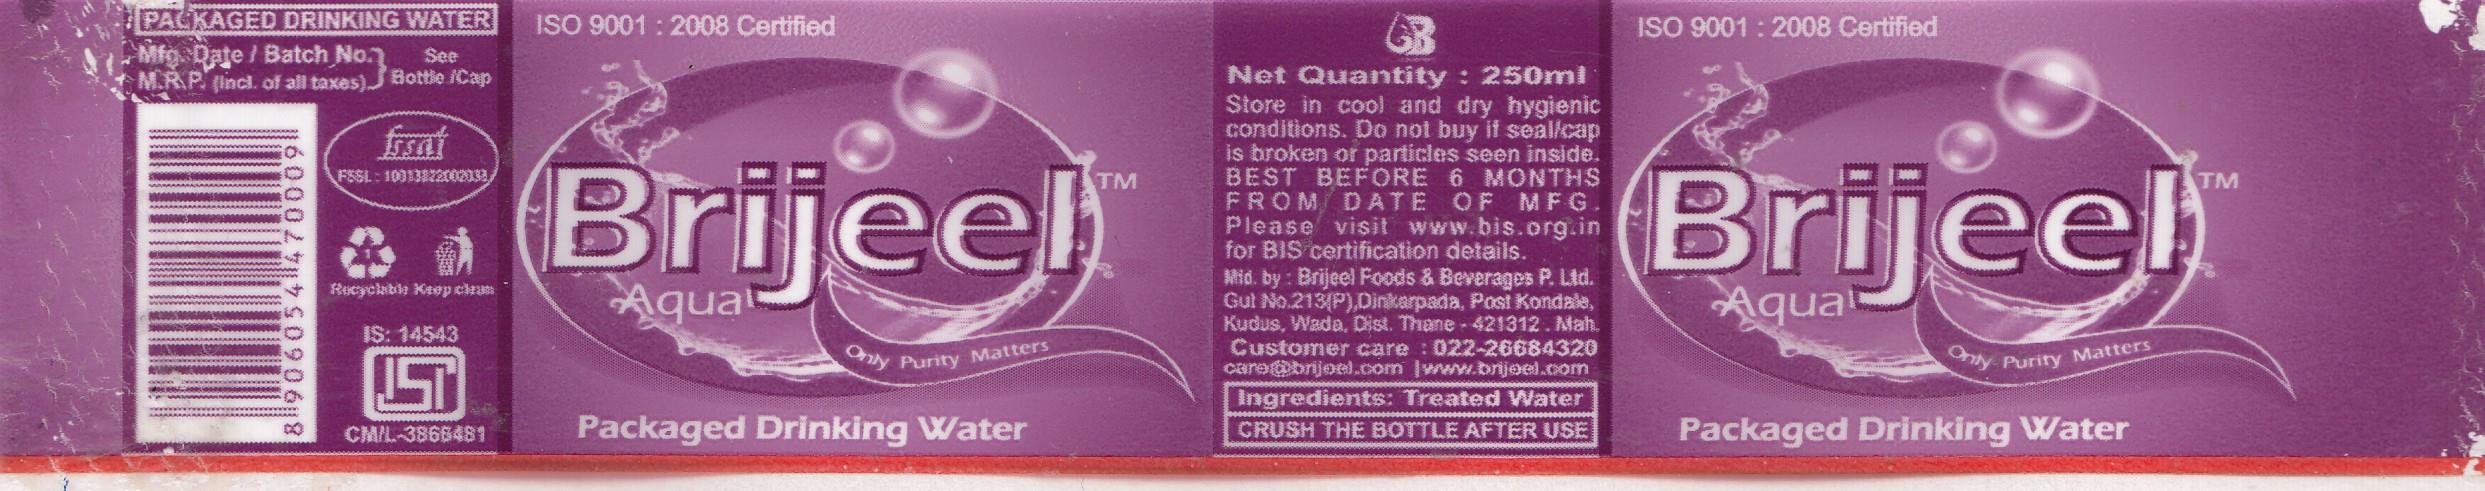 PACKAGED DRINKING WATER
Mfg. Date / Batch No.
M.R.P. (incl. of all taxes)
See
Bottle /Cap
8 906054 470009
fssai
FSSL : 10013022002033
Recyclable Keep clean
IS: 14543
ISI
CM/L-3866481
ISO 9001 : 2008 Certified
Brijeel TM
Aqua
Only Purity Matters
Packaged Drinking Water
GB
Net Quantity : 250ml
Store in cool and dry hygienic
conditions. Do not buy if seal/cap
is broken or particles seen inside.
BEST BEFORE 6 MONTHS
FROM DATE OF MFG.
Please visit www.bis.org.in
for BIS certification details.
Mfd. by : Brijeel Foods & Beverages P. Ltd.
Gut No.213(P),Dinkarpada, Post Kondale,
Kudus, Wada, Dist. Thane - 421312 . Mah.
Customer care : 022-26684320
care@brijeel.com |www.brijeel.com
Ingredients: Treated Water
CRUSH THE BOTTLE AFTER USE
ISO 9001 : 2008 Certified
Brijeel TM
Aqua
Only Purity Matters
Packaged Drinking Water